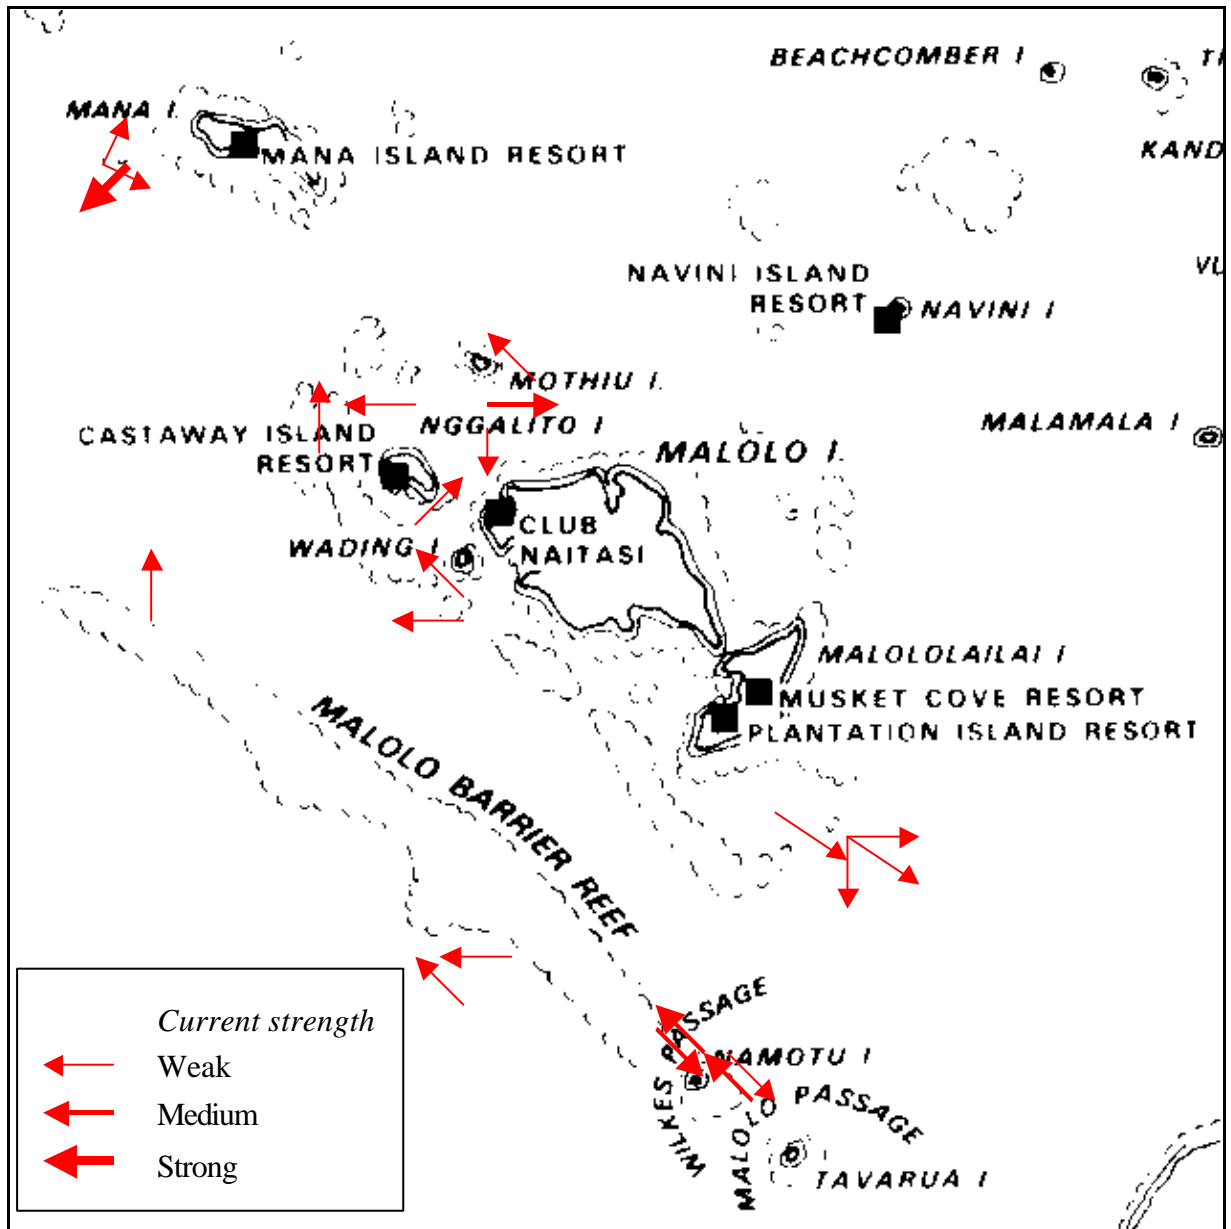 BEACHCOMBER I
MANA I.
MANA ISLAND RESORT
KAND
NAVINI ISLAND
RESORT
NAVINI I
MOTHIU I.
NGGALITO I
CASTAWAY ISLAND
RESORT
MALOLO I.
MALAMALA I
CLUB
NAITASI
WADING I
MALOLOLAILAI I
MUSKET COVE RESORT
PLANTATION ISLAND RESORT
MALOLO BARRIER REEF
WILKES PASSAGE
NAMOTU I
MALOLO PASSAGE
TAVARUA I
Current strength
Weak
Medium
Strong